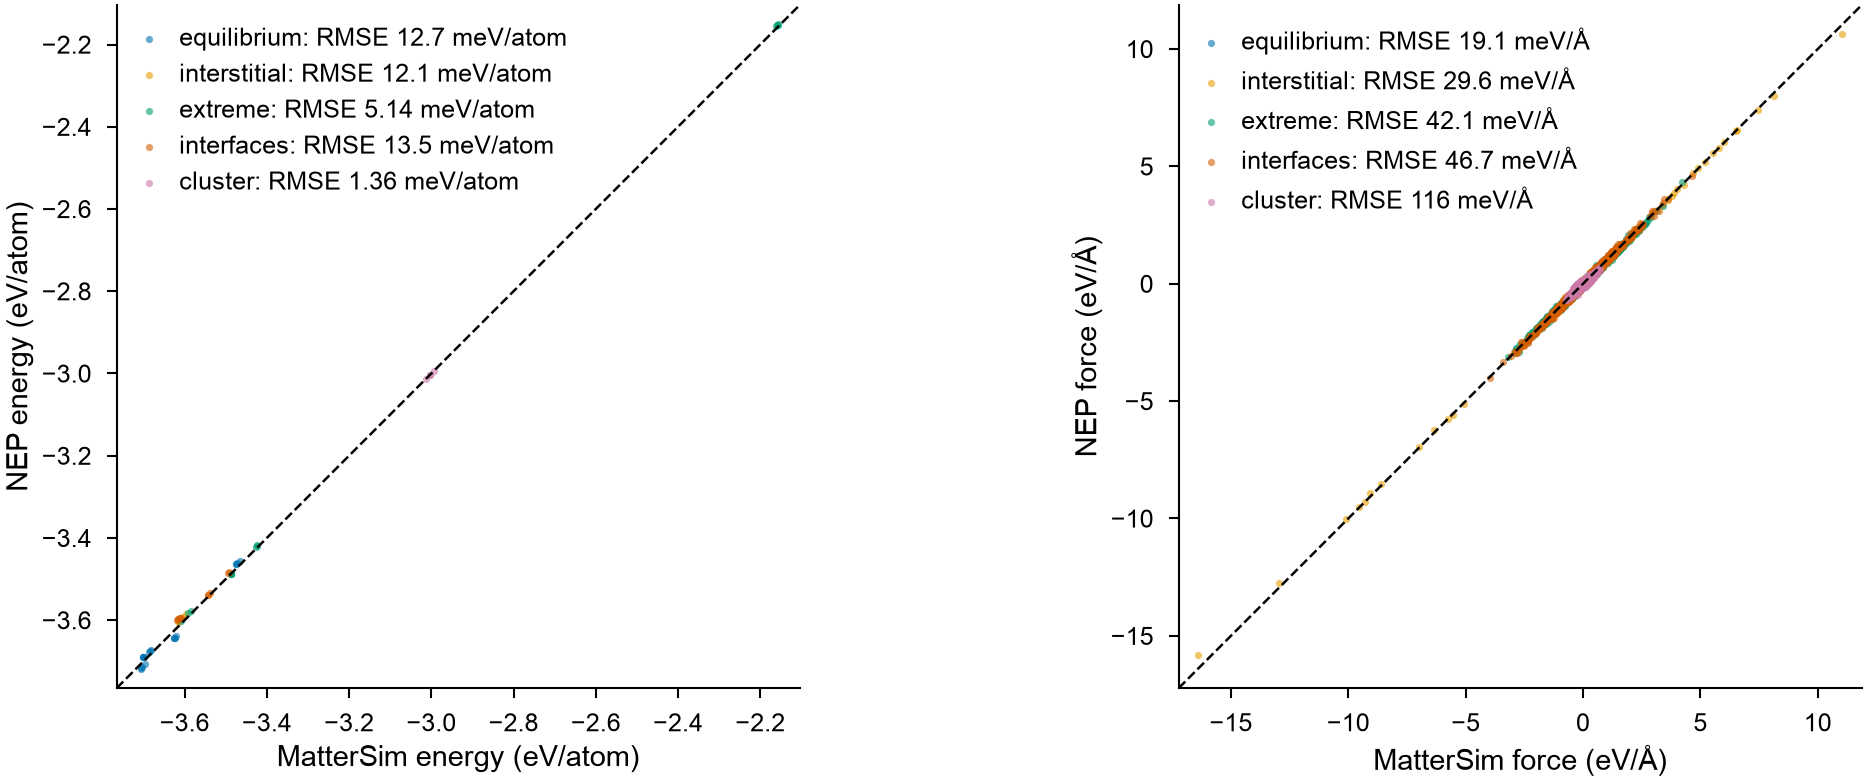 equilibrium: RMSE 12.7 meV/atom
interstitial: RMSE 12.1 meV/atom
extreme: RMSE 5.14 meV/atom
interfaces: RMSE 13.5 meV/atom
cluster: RMSE 1.36 meV/atom
−2.2
−2.4
−2.6
−2.8
−3.0
−3.2
−3.4
−3.6
NEP energy (eV/atom)
−3.6 −3.4 −3.2 −3.0 −2.8 −2.6 −2.4 −2.2
MatterSim energy (eV/atom)
equilibrium: RMSE 19.1 meV/Å
interstitial: RMSE 29.6 meV/Å
extreme: RMSE 42.1 meV/Å
interfaces: RMSE 46.7 meV/Å
cluster: RMSE 116 meV/Å
10
5
0
−5
−10
−15
NEP force (eV/Å)
−15 −10 −5 0 5 10
MatterSim force (eV/Å)